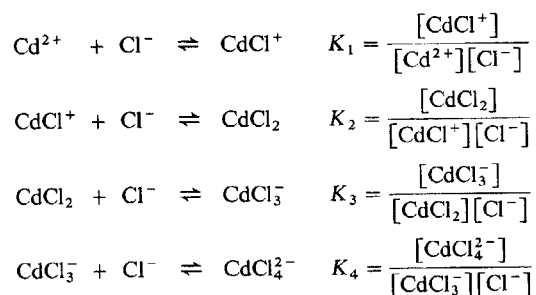 Cd²⁺ + Cl⁻ ⇌ CdCl⁺ K₁ = [CdCl⁺] / [Cd²⁺][Cl⁻]
CdCl⁺ + Cl⁻ ⇌ CdCl₂ K₂ = [CdCl₂] / [CdCl⁺][Cl⁻]
CdCl₂ + Cl⁻ ⇌ CdCl₃⁻ K₃ = [CdCl₃⁻] / [CdCl₂][Cl⁻]
CdCl₃⁻ + Cl⁻ ⇌ CdCl₄²⁻ K₄ = [CdCl₄²⁻] / [CdCl₃⁻][Cl⁻]